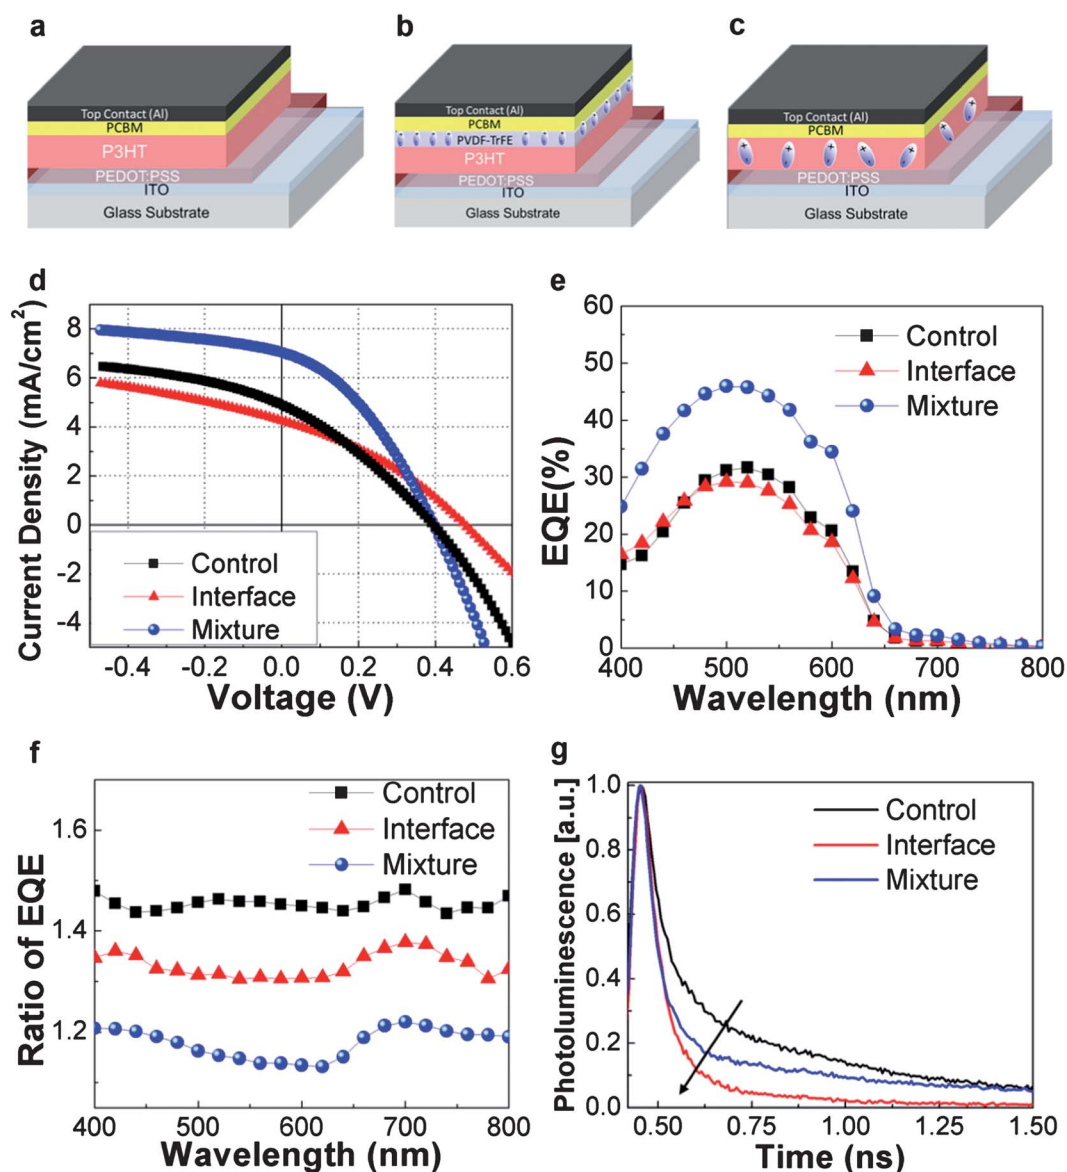 a
Top Contact (Al)
PCBM
P3HT
PEDOT:PSS
ITO
Glass Substrate
b
Top Contact (Al)
PCBM
PVDF-TrFE
P3HT
PEDOT:PSS
ITO
Glass Substrate
c
Top Contact (Al)
PCBM
PEDOT:PSS
ITO
Glass Substrate
d
Current Density (mA/cm²)
8
6
4
2
0
-2
-4
Control
Interface
Mixture
-0.4 -0.2 0.0 0.2 0.4 0.6
Voltage (V)
e
EQE(%)
60
50
40
30
20
10
0
Control
Interface
Mixture
400 500 600 700 800
Wavelength (nm)
f
Ratio of EQE
1.6
1.4
1.2
Control
Interface
Mixture
400 500 600 700 800
Wavelength (nm)
g
Photoluminescence [a.u.]
1.0
0.8
0.6
0.4
0.2
0.0
Control
Interface
Mixture
0.50 0.75 1.00 1.25 1.50
Time (ns)